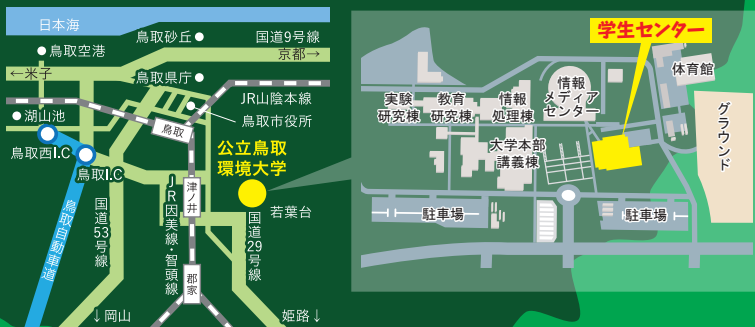 日本海
鳥取砂丘
国道9号線
鳥取空港
京都→
←米子
鳥取県庁
JR山陰本線
湖山池
鳥取市役所
鳥取
鳥取西I.C
公立鳥取
環境大学
鳥取I.C
津ノ井
若葉台
鳥取自動車道
国道53号線
JR因美線・智頭線
国道29号線
郡家
↓岡山
姫路↓
学生センター
体育館
情報
メディア
センター
実験
研究棟
教育
研究棟
情報
処理棟
大学本部
講義棟
グラウンド
駐車場
駐車場